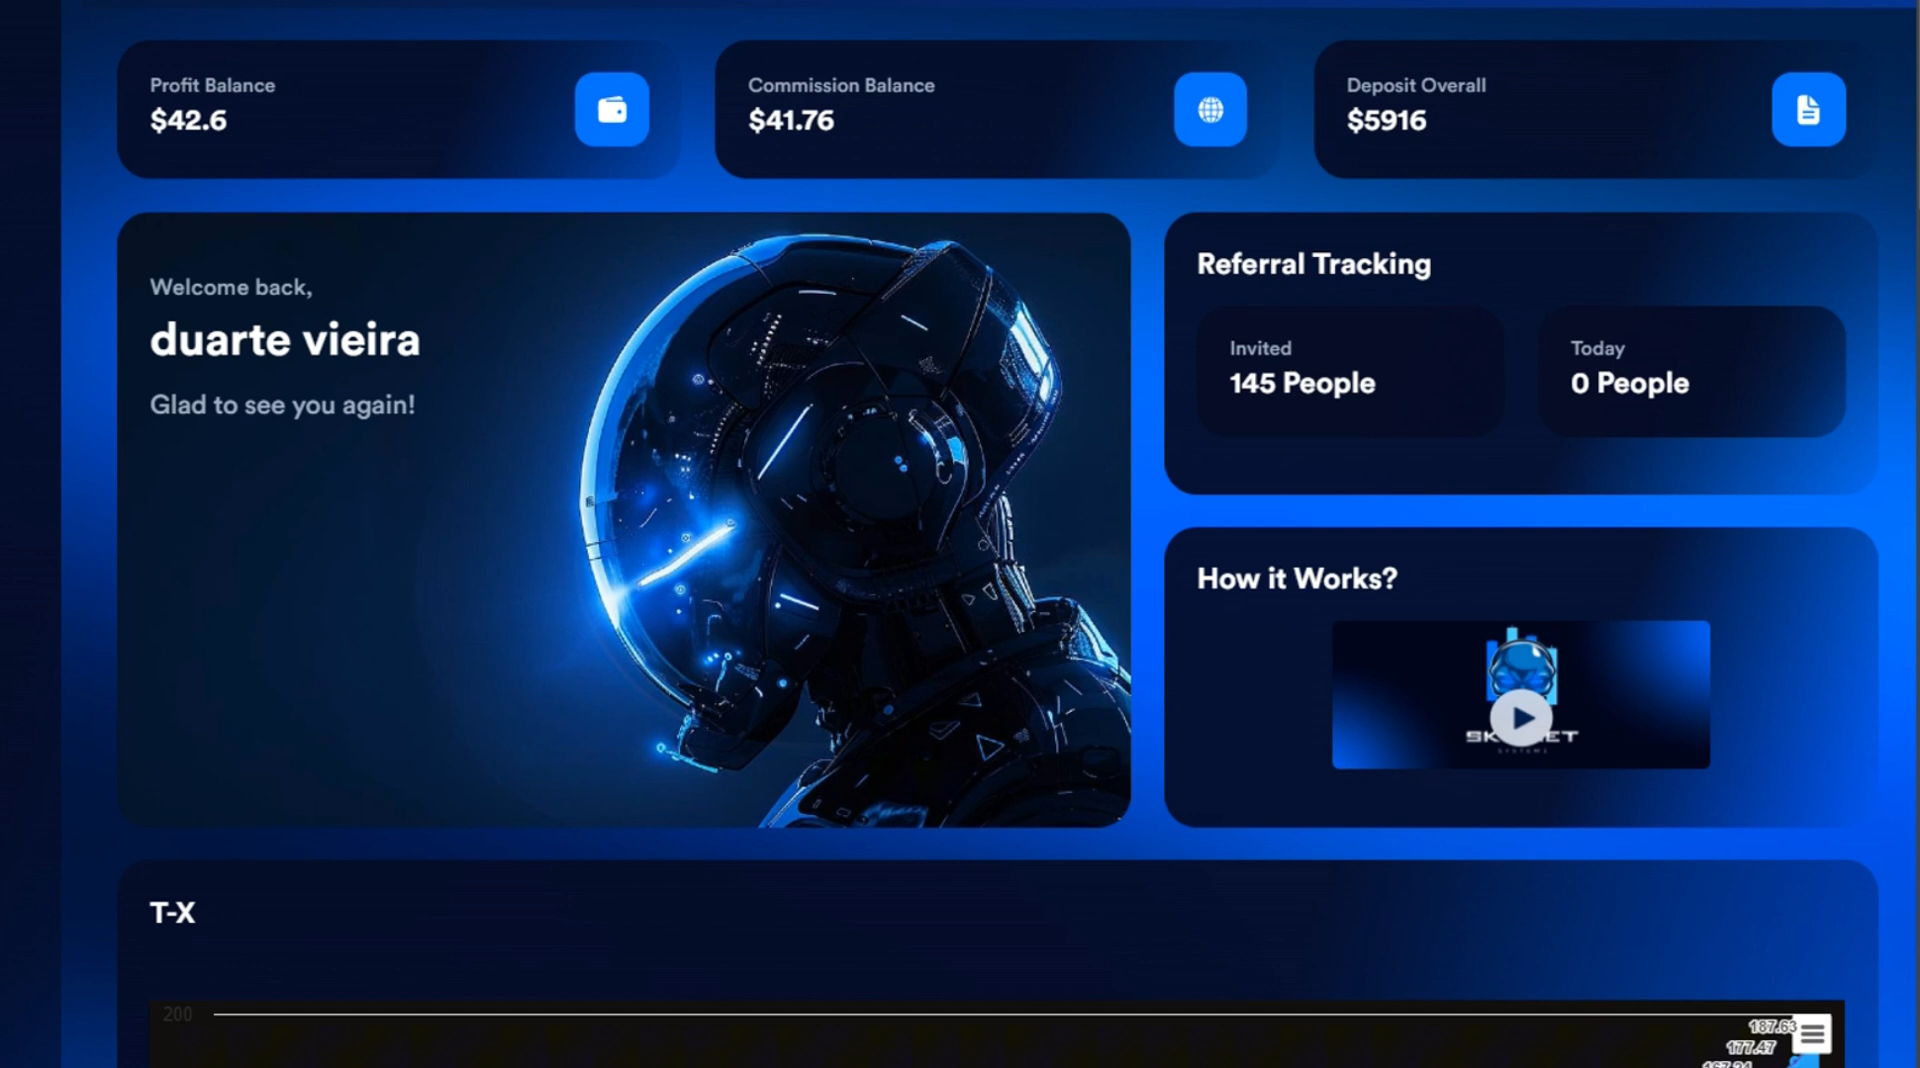 Profit Balance
$42.6
Commission Balance
$41.76
Deposit Overall
$5916
Welcome back,
duarte vieira
Glad to see you again!
Referral Tracking
Invited
145 People
Today
0 People
How it Works?
SYSTEMS
T-X
200
187.63
177.47